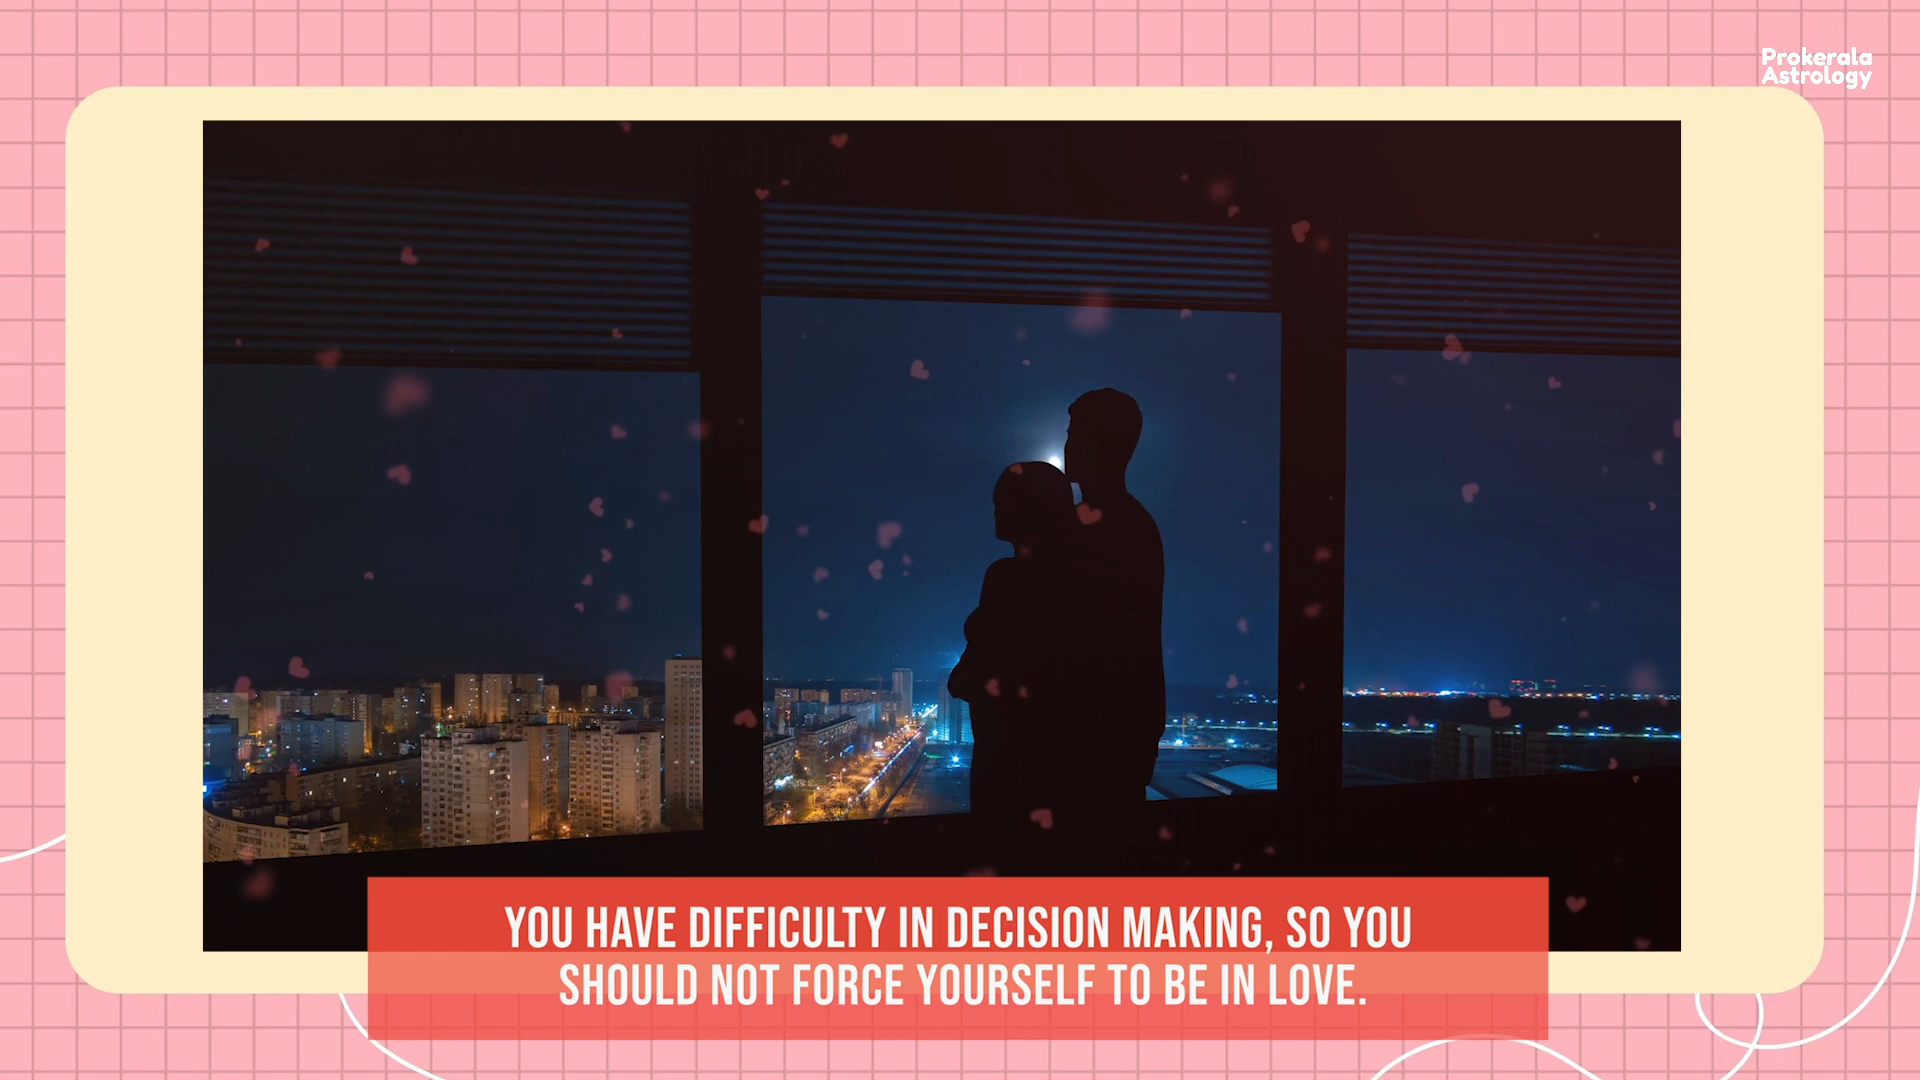 Prokerala
Astrology
YOU HAVE DIFFICULTY IN DECISION MAKING, SO YOU
SHOULD NOT FORCE YOURSELF TO BE IN LOVE.